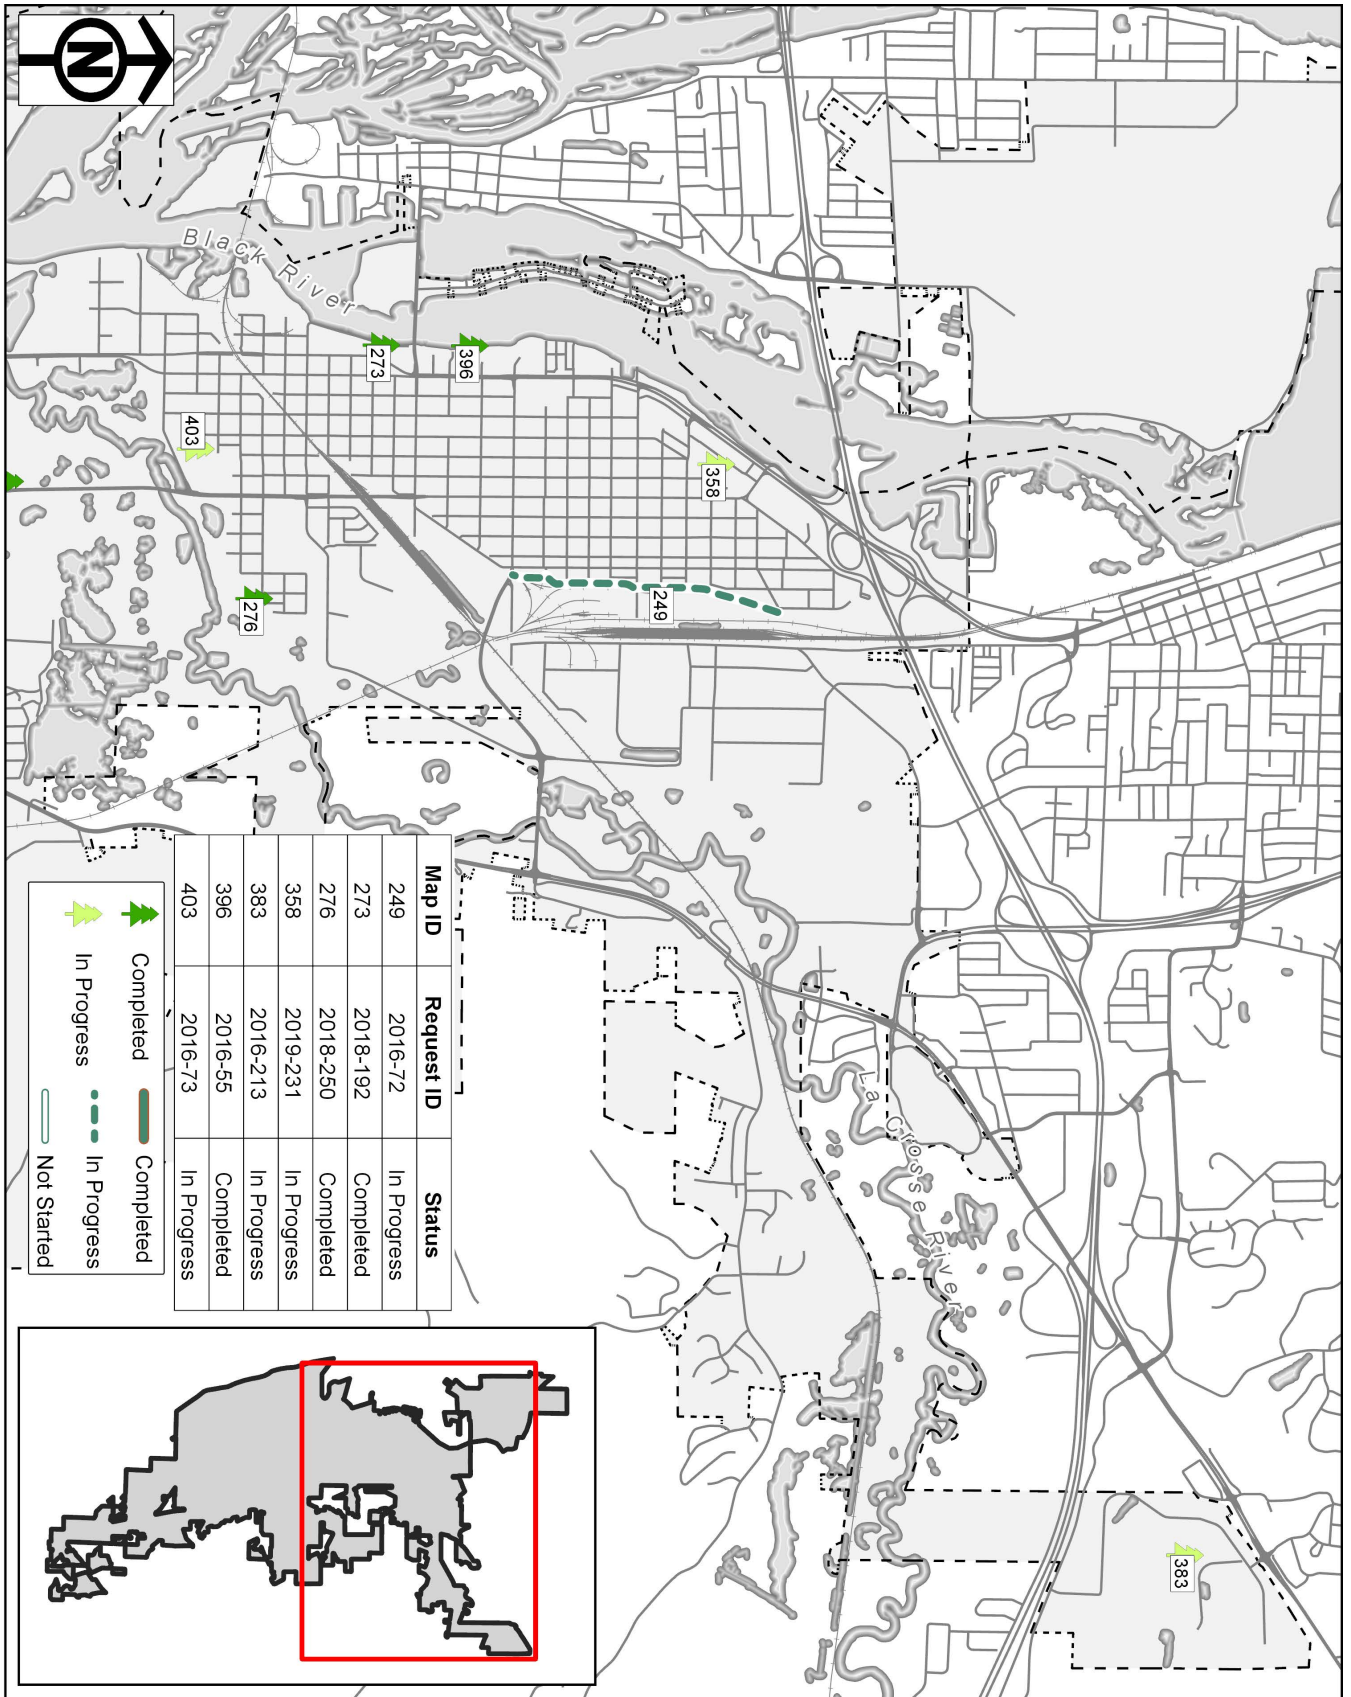 N
Black River
La Crosse River
273
396
403
358
276
249
383
Map ID Request ID Status
249 2016-72 In Progress
273 2018-192 Completed
276 2018-250 Completed
358 2019-231 In Progress
383 2016-213 In Progress
396 2016-55 Completed
403 2016-73 In Progress
Completed Completed
In Progress In Progress
Not Started